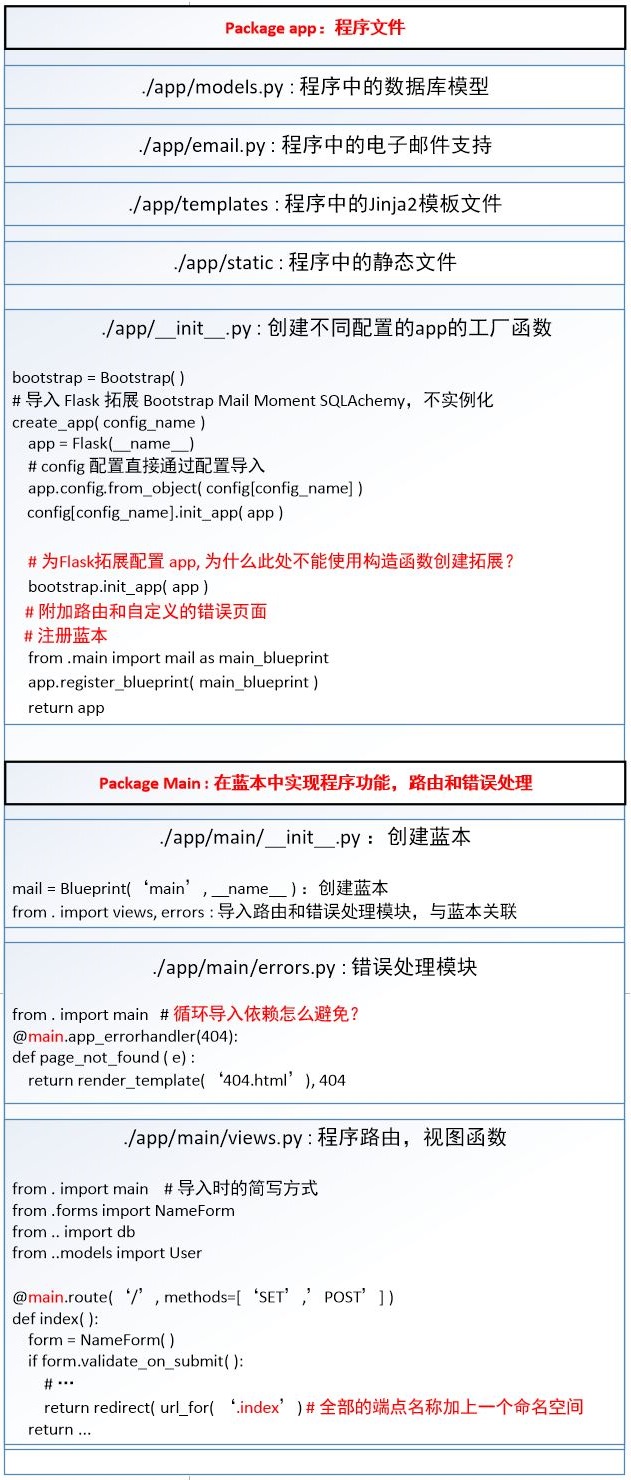 Package app：程序文件
./app/models.py : 程序中的数据库模型
./app/email.py : 程序中的电子邮件支持
./app/templates : 程序中的Jinja2模板文件
./app/static : 程序中的静态文件
./app/__init__.py : 创建不同配置的app的工厂函数
bootstrap = Bootstrap( )
# 导入 Flask 拓展 Bootstrap Mail Moment SQLAchemy，不实例化
create_app( config_name )
app = Flask(__name__)
# config 配置直接通过配置导入
app.config.from_object( config[config_name] )
config[config_name].init_app( app )
# 为Flask拓展配置 app, 为什么此处不能使用构造函数创建拓展？
bootstrap.init_app( app )
# 附加路由和自定义的错误页面
# 注册蓝本
from .main import mail as main_blueprint
app.register_blueprint( main_blueprint )
return app
Package Main : 在蓝本中实现程序功能，路由和错误处理
./app/main/__init__.py ： 创建蓝本
mail = Blueprint( ‘main’ , __name__ ) ：创建蓝本
from . import views, errors : 导入路由和错误处理模块，与蓝本关联
./app/main/errors.py : 错误处理模块
from . import main # 循环导入依赖怎么避免？
@main.app_errorhandler(404):
def page_not_found ( e) :
return render_template( ‘404.html’ ), 404
./app/main/views.py : 程序路由，视图函数
from . import main # 导入时的简写方式
from .forms import NameForm
from .. import db
from ..models import User
@main.route( ‘/’ , methods=[ ‘SET’ ,’ POST’ ] )
def index( ):
form = NameForm( )
if form.validate_on_submit( ):
# …
return redirect( url_for( ‘.index’ ) # 全部的端点名称加上一个命名空间
return ...